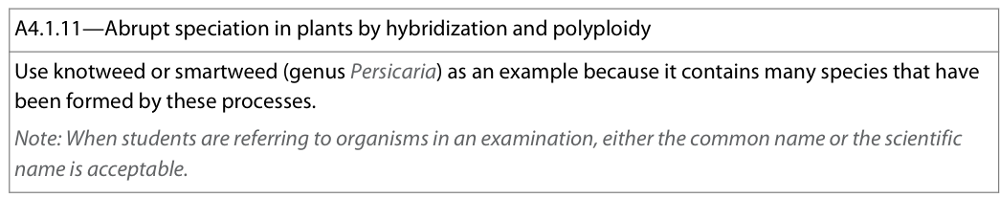 A4.1.11—Abrupt speciation in plants by hybridization and polyploidy
Use knotweed or smartweed (genus Persicaria) as an example because it contains many species that have
been formed by these processes.
Note: When students are referring to organisms in an examination, either the common name or the scientific
name is acceptable.